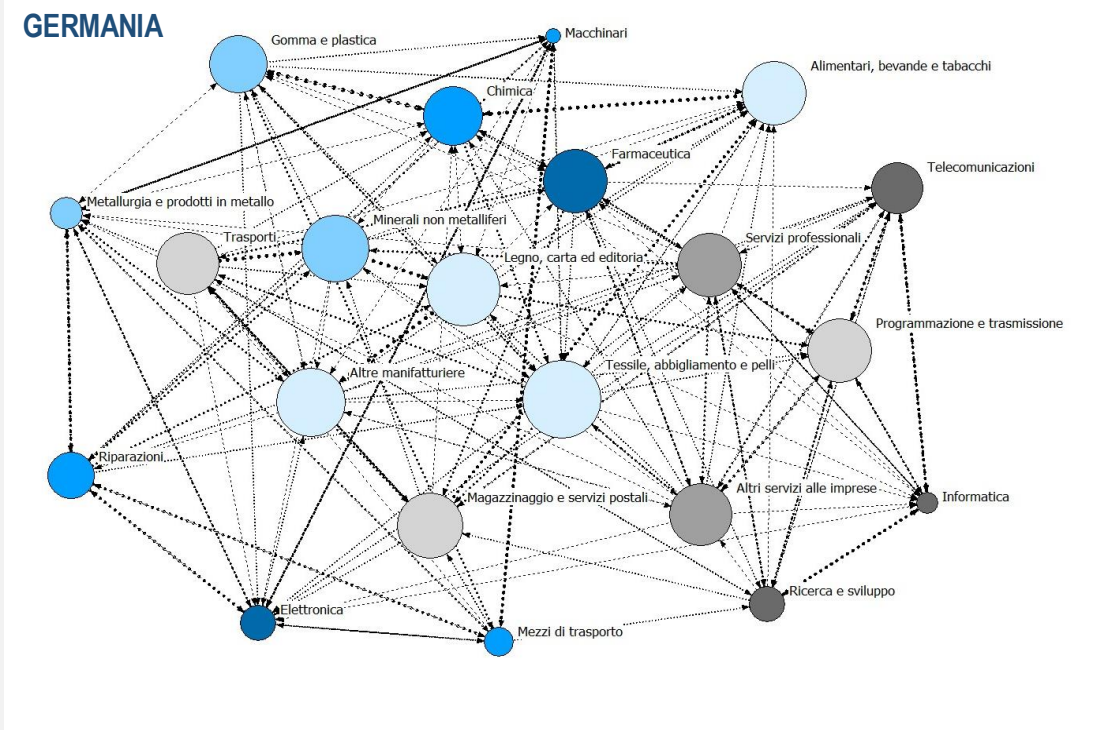 GERMANIA
Macchinari
Gomma e plastica
Alimentari, bevande e tabacchi
Chimica
Farmaceutica
Telecomunicazioni
Metallurgia e prodotti in metallo
Minerali non metalliferi
Trasporti
Servizi professionali
Legno, carta ed editoria
Programmazione e trasmissione
Tessile, abbigliamento e pelli
Altre manifatturiere
Riparazioni
Altri servizi alle imprese
Magazzinaggio e servizi postali
Informatica
Ricerca e sviluppo
Elettronica
Mezzi di trasporto